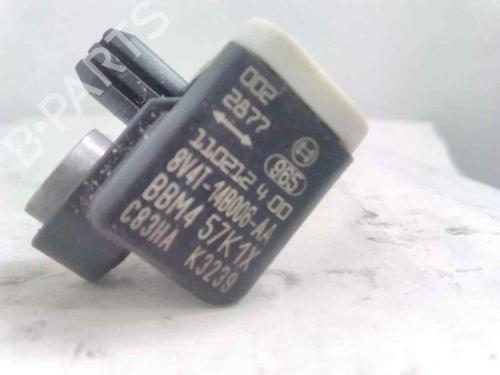 B-PARTS
002
2877
965
110212 4 00
8V4T-14B006-AA
BBM4 57K1X
C83HA K3239